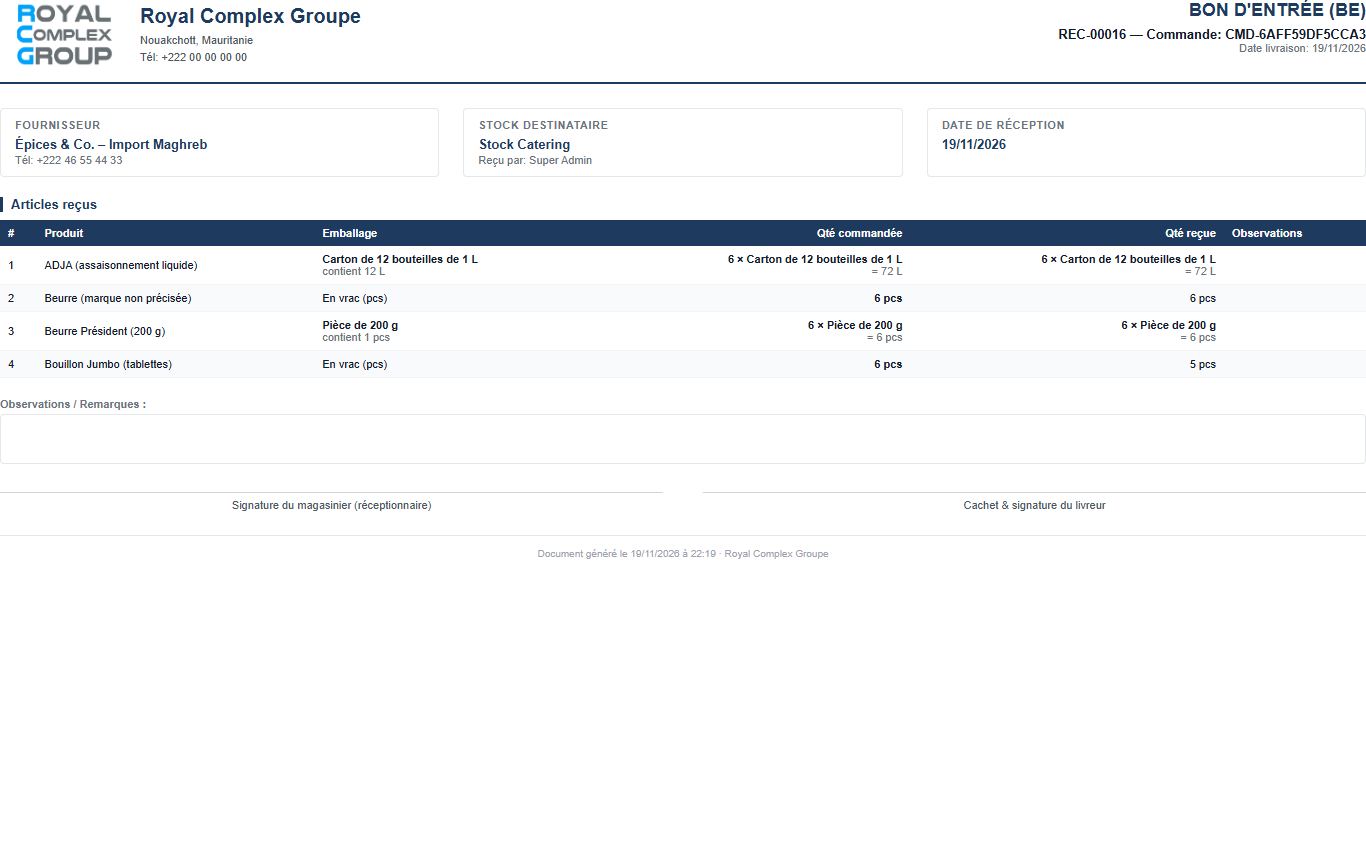 ROYAL
COMPLEX
GROUP
Royal Complex Groupe
Nouakchott, Mauritanie
Tél: +222 00 00 00 00
BON D'ENTRÉE (BE)
REC-00016 — Commande: CMD-6AFF59DF5CCA3
Date livraison: 19/11/2026
FOURNISSEUR
Épices & Co. – Import Maghreb
Tél: +222 46 55 44 33
STOCK DESTINATAIRE
Stock Catering
Reçu par: Super Admin
DATE DE RÉCEPTION
19/11/2026
Articles reçus
# Produit Emballage Qté commandée Qté reçue Observations
1 ADJA (assaisonnement liquide) Carton de 12 bouteilles de 1 L 6 × Carton de 12 bouteilles de 1 L 6 × Carton de 12 bouteilles de 1 L
contient 12 L = 72 L = 72 L
2 Beurre (marque non précisée) En vrac (pcs) 6 pcs 6 pcs
3 Beurre Président (200 g) Pièce de 200 g 6 × Pièce de 200 g 6 × Pièce de 200 g
contient 1 pcs = 6 pcs = 6 pcs
4 Bouillon Jumbo (tablettes) En vrac (pcs) 6 pcs 5 pcs
Observations / Remarques :
Signature du magasinier (réceptionnaire)
Cachet & signature du livreur
Document généré le 19/11/2026 à 22:19 · Royal Complex Groupe